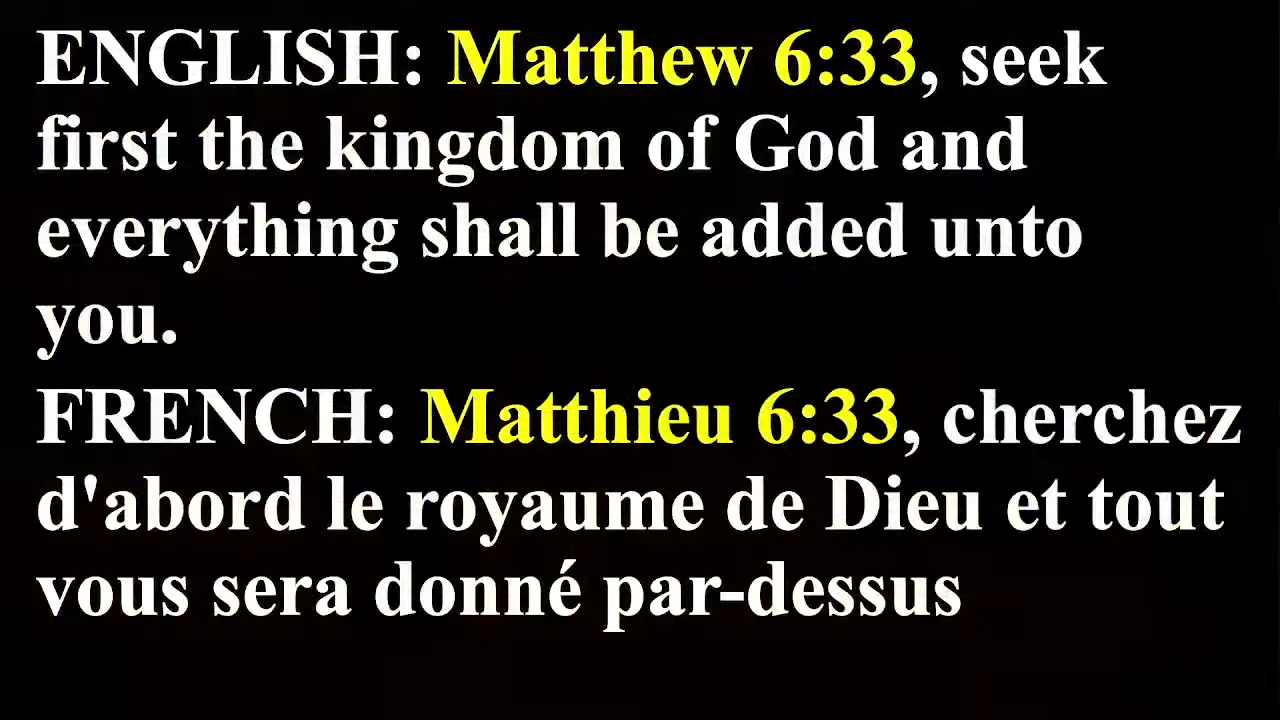 ENGLISH: Matthew 6:33, seek
first the kingdom of God and
everything shall be added unto
you.
FRENCH: Matthieu 6:33, cherchez
d'abord le royaume de Dieu et tout
vous sera donné par-dessus